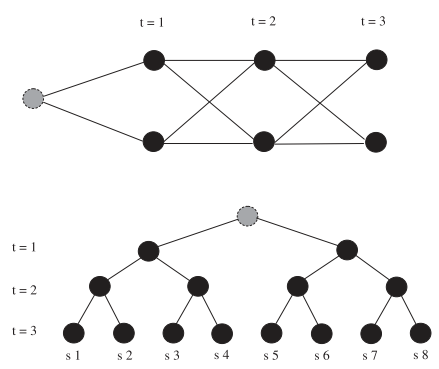 t = 1 t = 2 t = 3
t = 1
t = 2
t = 3
s 1 s 2 s 3 s 4 s 5 s 6 s 7 s 8